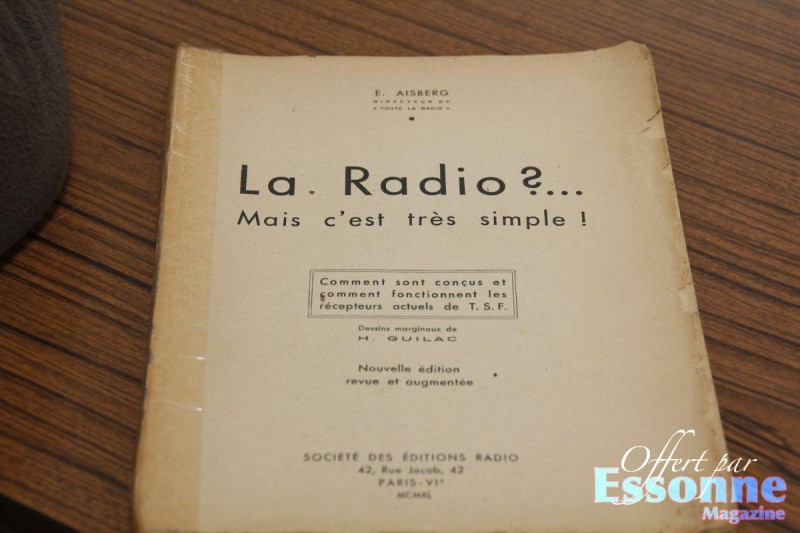 E. AISBERG
DIRECTEUR DE
« TOUTE LA RADIO »
La Radio ?...
Mais c'est très simple !
Comment sont conçus et
comment fonctionnent les
récepteurs actuels de T.S.F.
Dessins marginaux de
H. GUILAC
Nouvelle édition
revue et augmentée
SOCIÉTÉ DES ÉDITIONS RADIO
42, Rue Jacob, 42
PARIS-VIe
MCMXL
Offert par
Essonne
Magazine